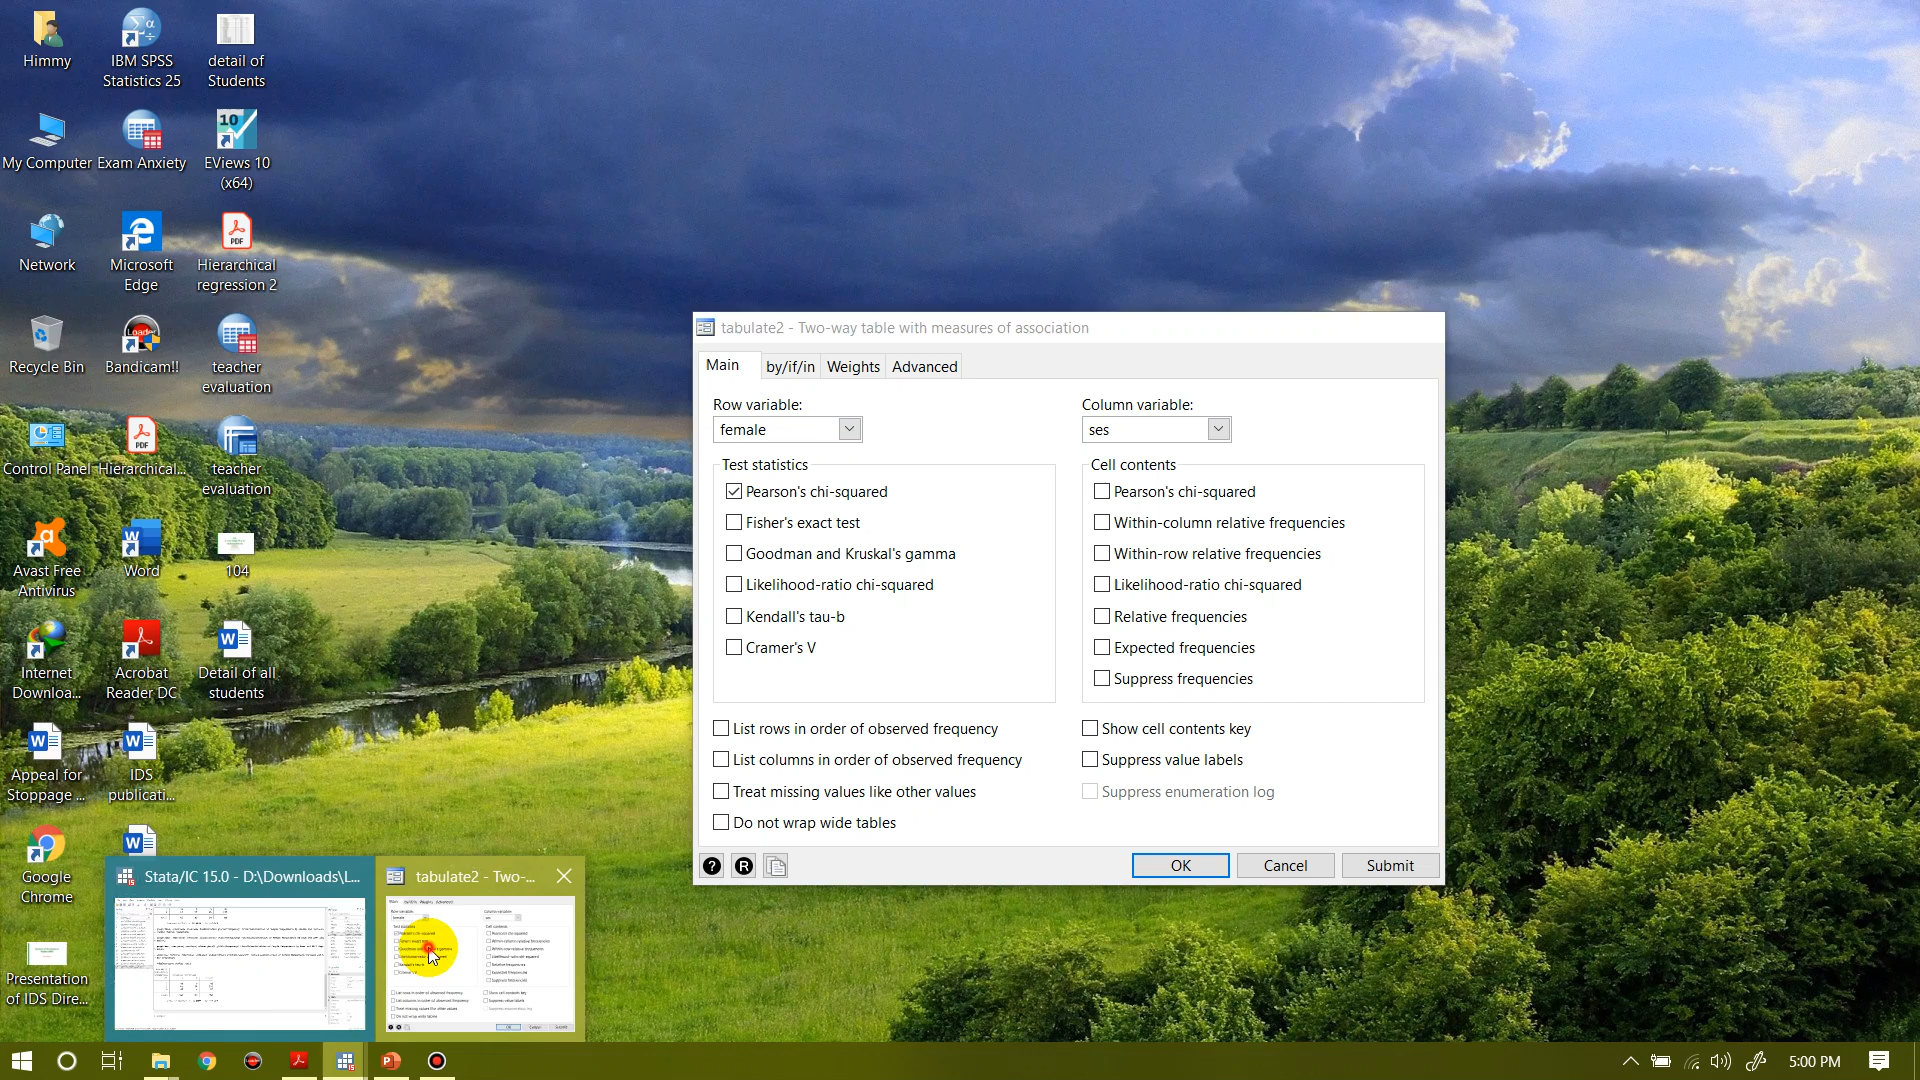 Himmy
IBM SPSS
Statistics 25
detail of
Students
My Computer
Exam Anxiety
10
EViews 10
(x64)
Network
Microsoft
Edge
PDF
Hierarchical
regression 2
Recycle Bin
Loader
Bandicam!!
teacher
evaluation
Control Panel
PDF
Hierarchical...
teacher
evaluation
Avast Free
Antivirus
Word
104
Internet
Downloa...
Acrobat
Reader DC
Detail of all
students
Appeal for
Stoppage ...
IDS
publicati...
Google
Chrome
Presentation
of IDS Dire...
tabulate2 - Two-way table with measures of association
Main
by/if/in
Weights
Advanced
Row variable:
Column variable:
female
ses
Test statistics
Cell contents
Pearson's chi-squared
Pearson's chi-squared
Fisher's exact test
Within-column relative frequencies
Goodman and Kruskal's gamma
Within-row relative frequencies
Likelihood-ratio chi-squared
Likelihood-ratio chi-squared
Kendall's tau-b
Relative frequencies
Cramer's V
Expected frequencies
Suppress frequencies
List rows in order of observed frequency
Show cell contents key
List columns in order of observed frequency
Suppress value labels
Treat missing values like other values
Suppress enumeration log
Do not wrap wide tables
? R
OK
Cancel
Submit
Stata/IC 15.0 - D:\Downloads\L...
tabulate2 - Two-...
5:00 PM